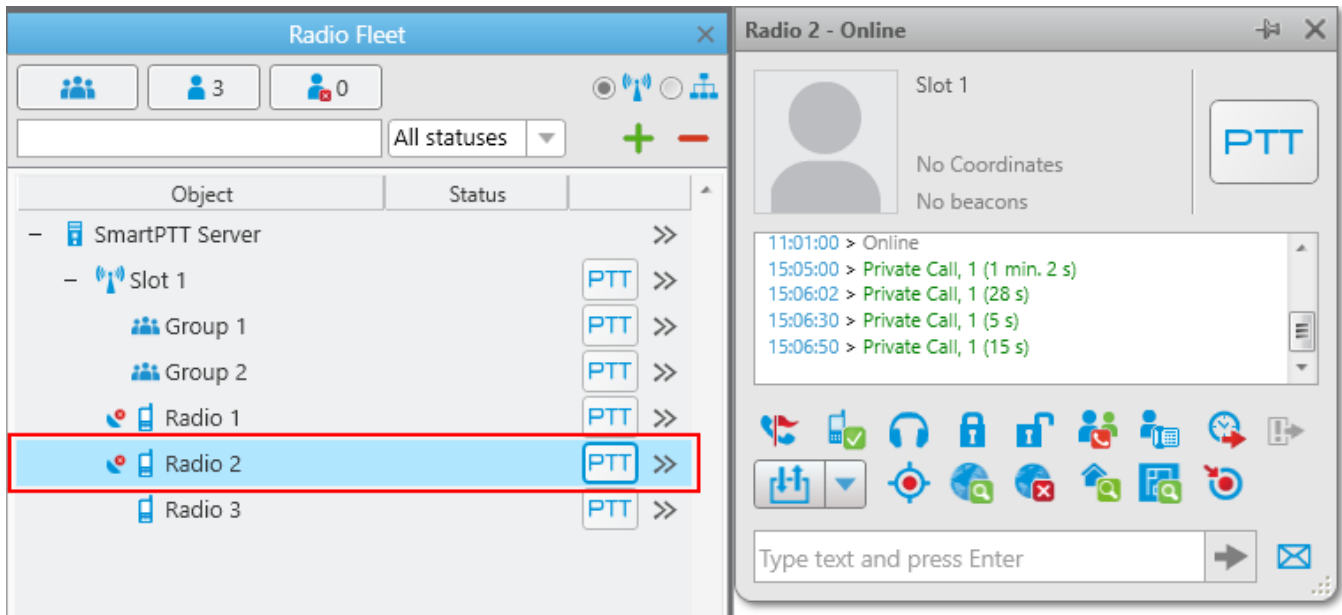 Radio Fleet
3
0
All statuses
Object Status
SmartPTT Server
Slot 1 PTT
Group 1 PTT
Group 2 PTT
Radio 1 PTT
Radio 2 PTT
Radio 3 PTT
Radio 2 - Online
Slot 1
PTT
No Coordinates
No beacons
11:01:00 > Online
15:05:00 > Private Call, 1 (1 min. 2 s)
15:06:02 > Private Call, 1 (28 s)
15:06:30 > Private Call, 1 (5 s)
15:06:50 > Private Call, 1 (15 s)
Type text and press Enter